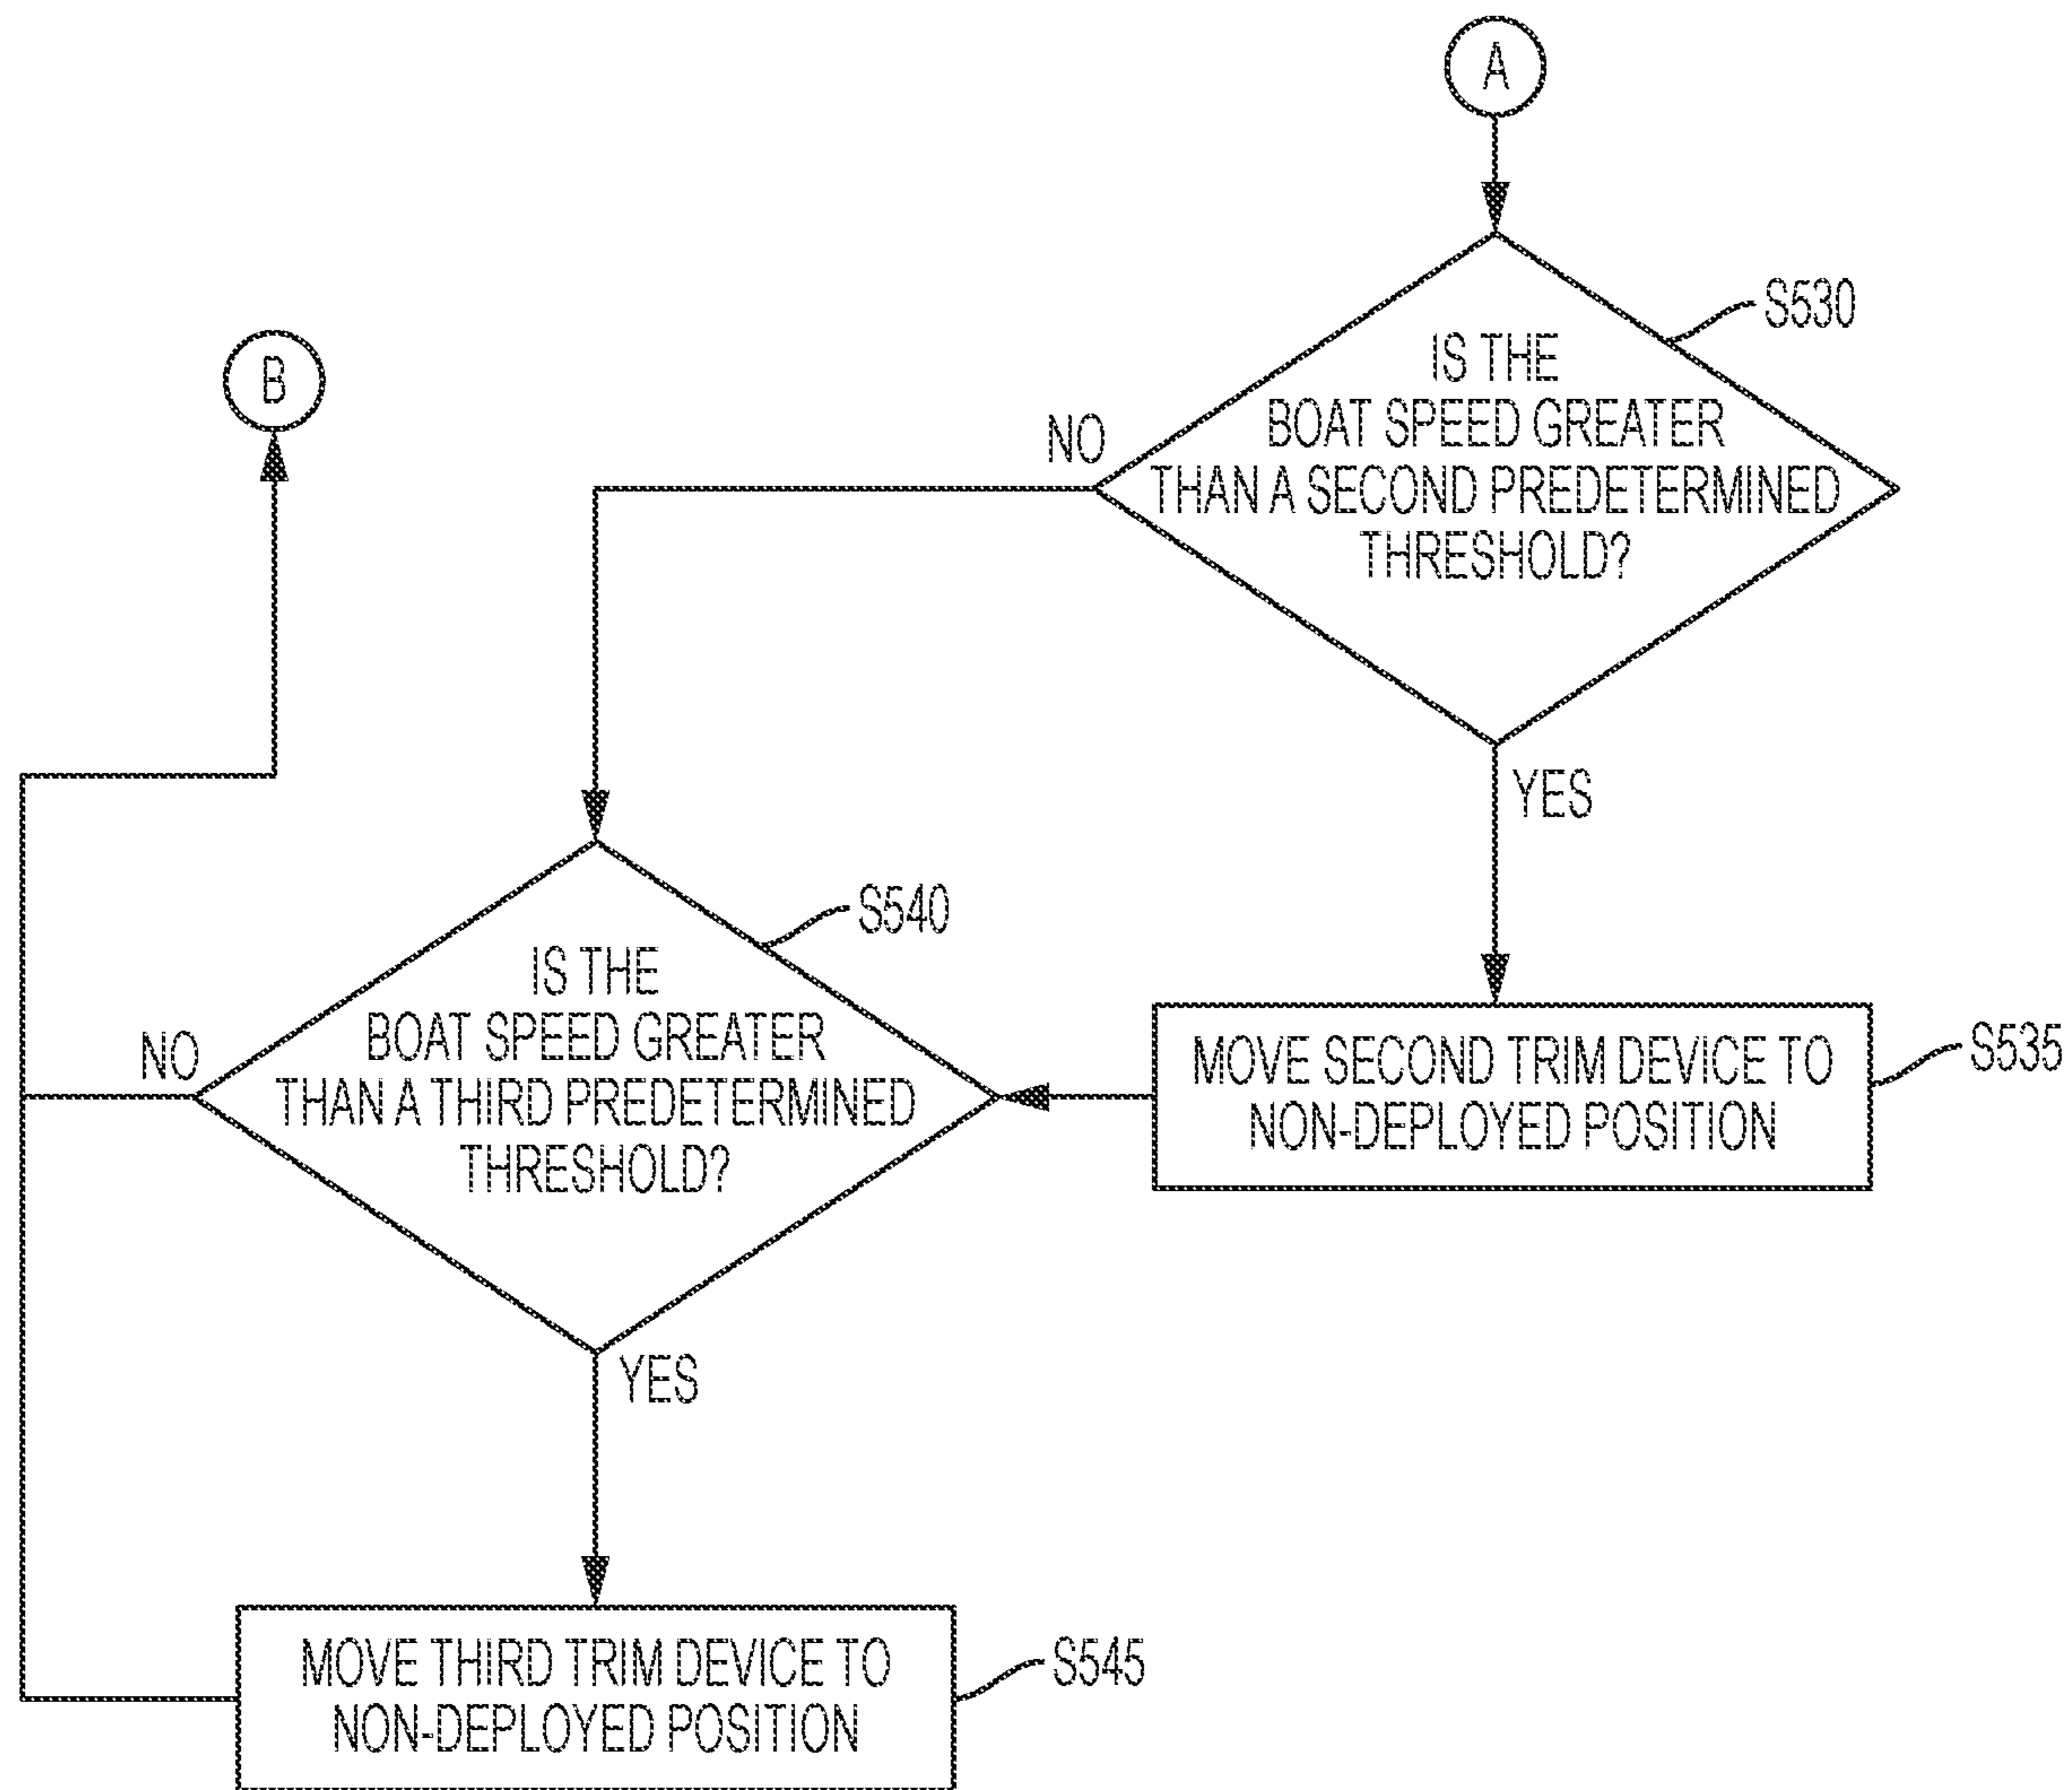 A
S530
IS THE
BOAT SPEED GREATER
THAN A SECOND PREDETERMINED
THRESHOLD?
NO
YES
B
S540
IS THE
BOAT SPEED GREATER
THAN A THIRD PREDETERMINED
THRESHOLD?
NO
YES
MOVE SECOND TRIM DEVICE TO
NON-DEPLOYED POSITION
S535
MOVE THIRD TRIM DEVICE TO
NON-DEPLOYED POSITION
S545